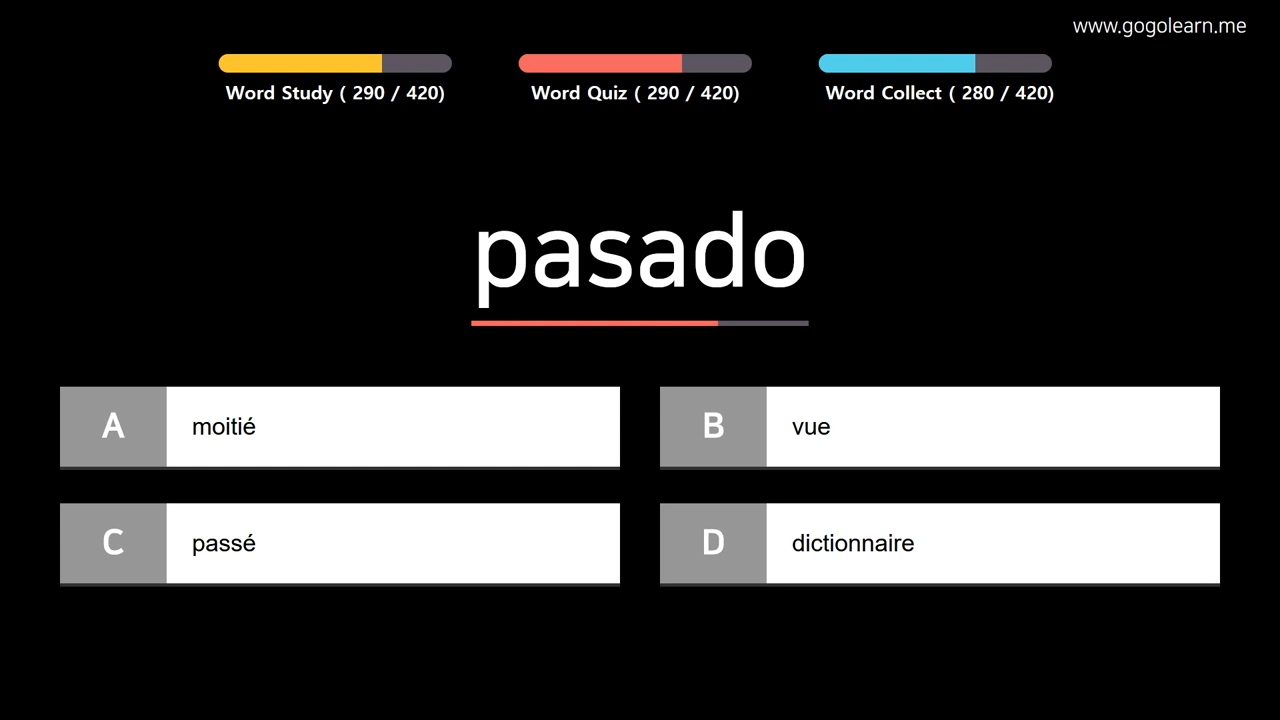 www.gogolearn.me
Word Study ( 290 / 420)
Word Quiz ( 290 / 420)
Word Collect ( 280 / 420)
pasado
A moitié
B vue
C passé
D dictionnaire